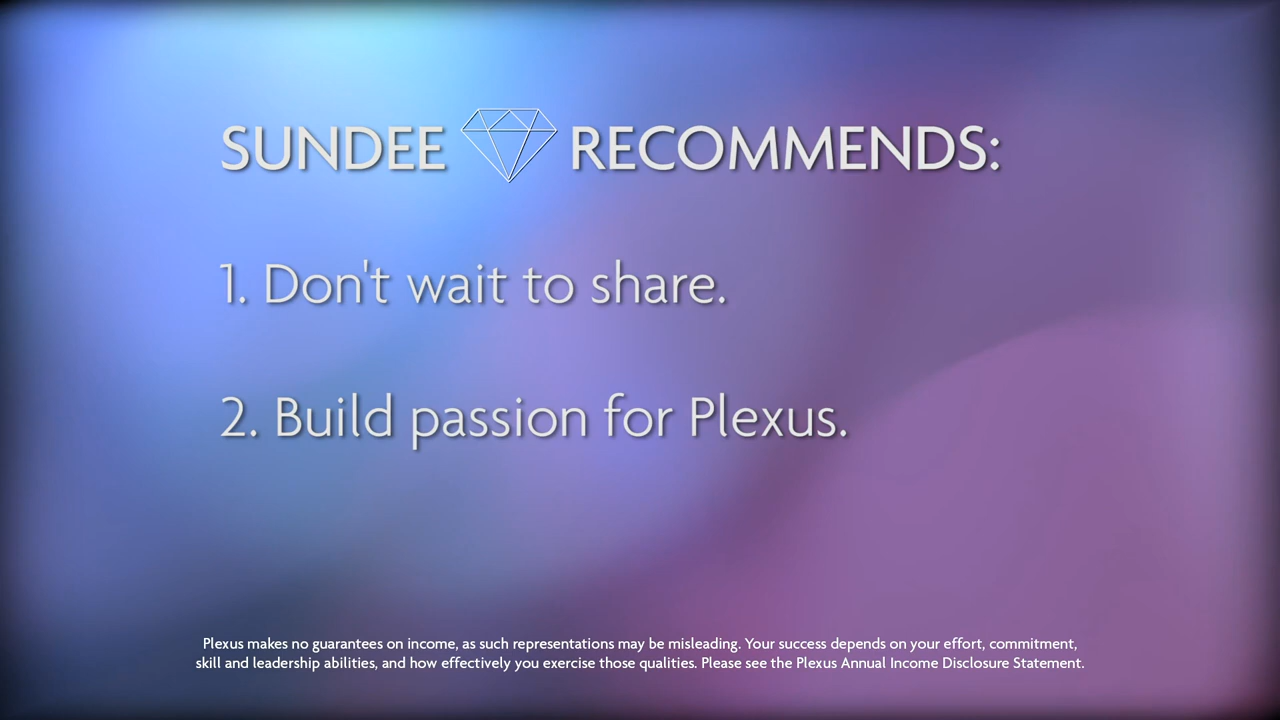 SUNDEE RECOMMENDS:
1. Don't wait to share.
2. Build passion for Plexus.
Plexus makes no guarantees on income, as such representations may be misleading. Your success depends on your effort, commitment,
skill and leadership abilities, and how effectively you exercise those qualities. Please see the Plexus Annual Income Disclosure Statement.